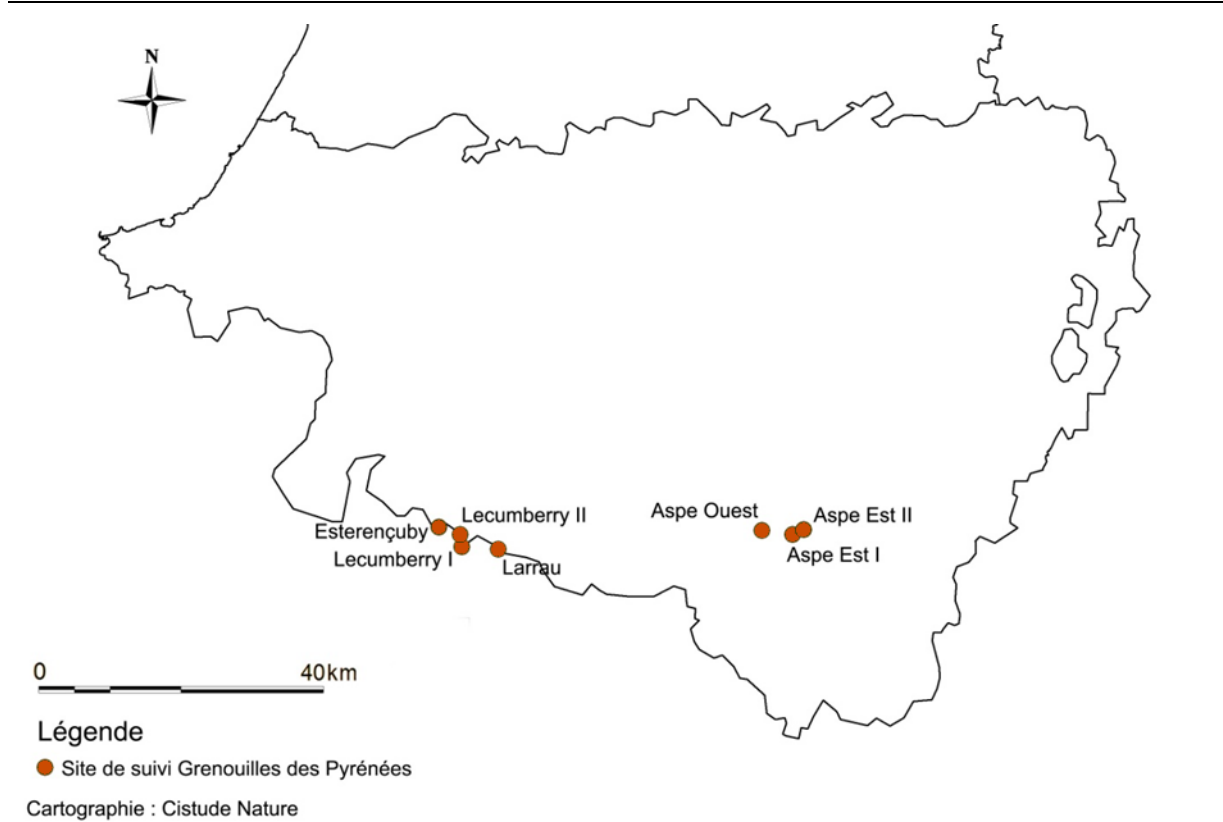 N
Lecumberry II
Aspe Ouest
Aspe Est II
Esterençuby
Lecumberry I
Aspe Est I
Larrau
0 40km
Légende
Site de suivi Grenouilles des Pyrénées
Cartographie : Cistude Nature